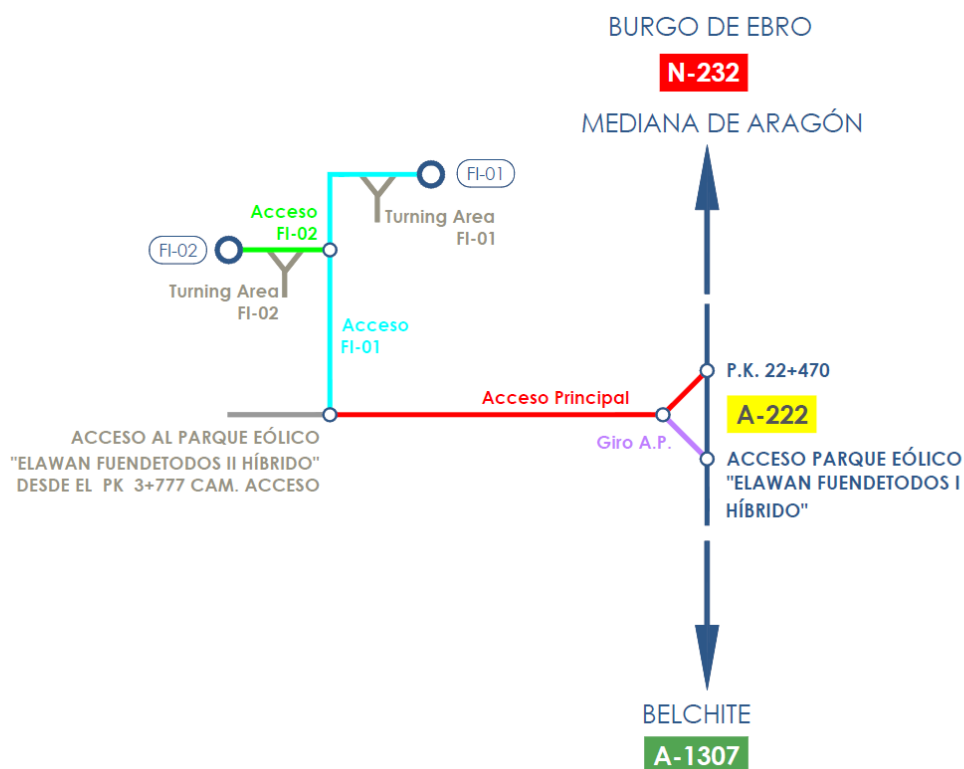 BURGO DE EBRO
N-232
MEDIANA DE ARAGÓN
FI-01
Turning Area
FI-01
Acceso
FI-02
FI-02
Turning Area
FI-02
Acceso
FI-01
P.K. 22+470
Acceso Principal
A-222
Giro A.P.
ACCESO AL PARQUE EÓLICO
"ELAWAN FUENDETODOS II HÍBRIDO"
DESDE EL PK 3+777 CAM. ACCESO
ACCESO PARQUE EÓLICO
"ELAWAN FUENDETODOS I
HÍBRIDO"
BELCHITE
A-1307